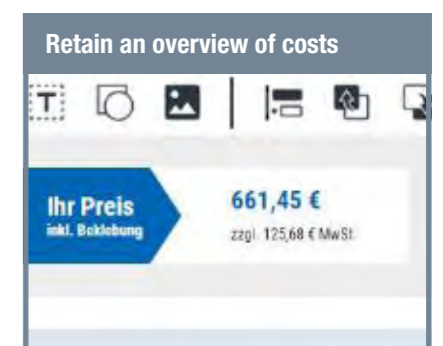 Retain an overview of costs
T
Ihr Preis
inkl. Beklebung
661,45 €
zzgl. 125,68 € MwSt.